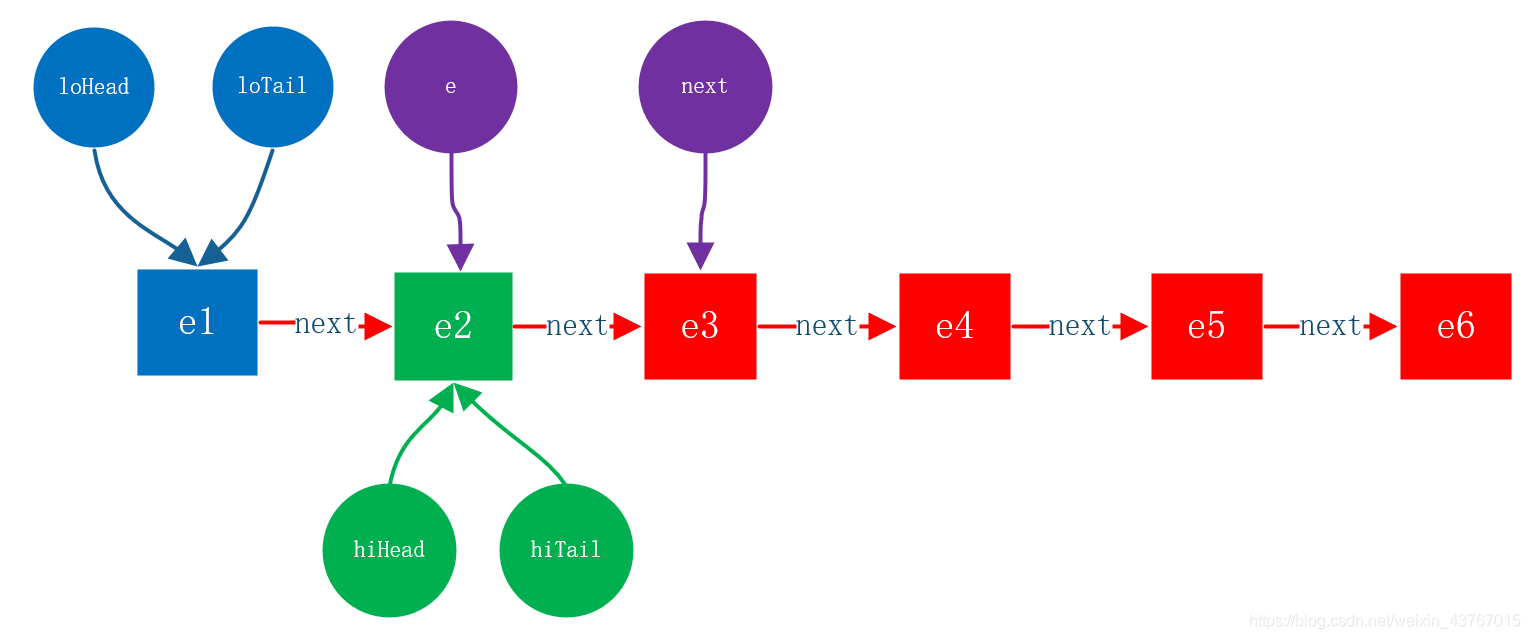 loHead
loTail
e
next
e1
next
e2
next
e3
next
e4
next
e5
next
e6
hiHead
hiTail
https://blog.csdn.net/weixin_43767015